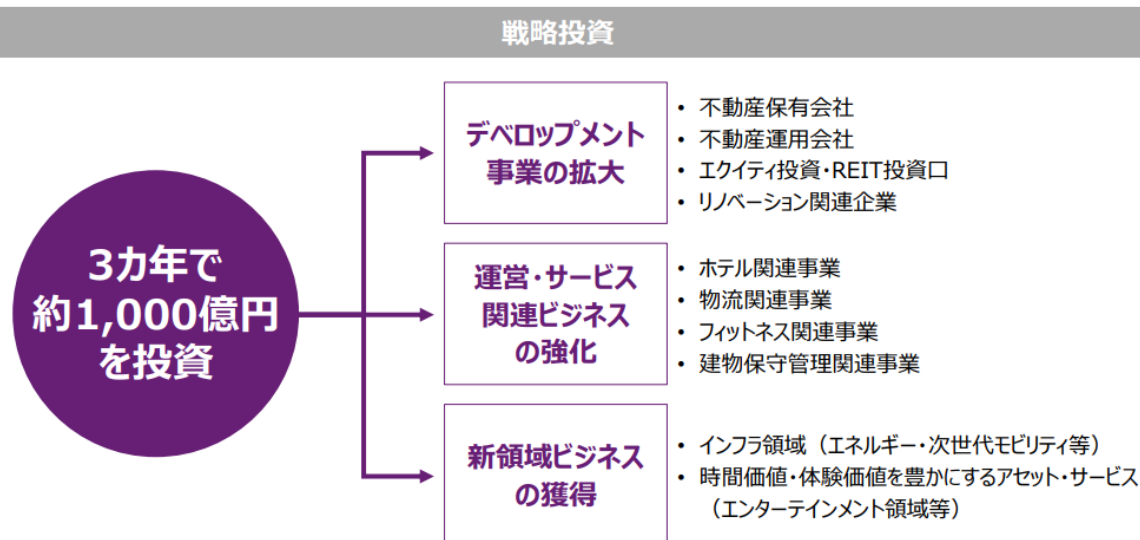 戦略投資
3カ年で
約1,000億円
を投資
デベロップメント
事業の拡大
• 不動産保有会社
• 不動産運用会社
• エクイティ投資・REIT投資口
• リノベーション関連企業
運営・サービス
関連ビジネス
の強化
• ホテル関連事業
• 物流関連事業
• フィットネス関連事業
• 建物保守管理関連事業
新領域ビジネス
の獲得
• インフラ領域（エネルギー・次世代モビリティ等）
• 時間価値・体験価値を豊かにするアセット・サービス
（エンターテインメント領域等）